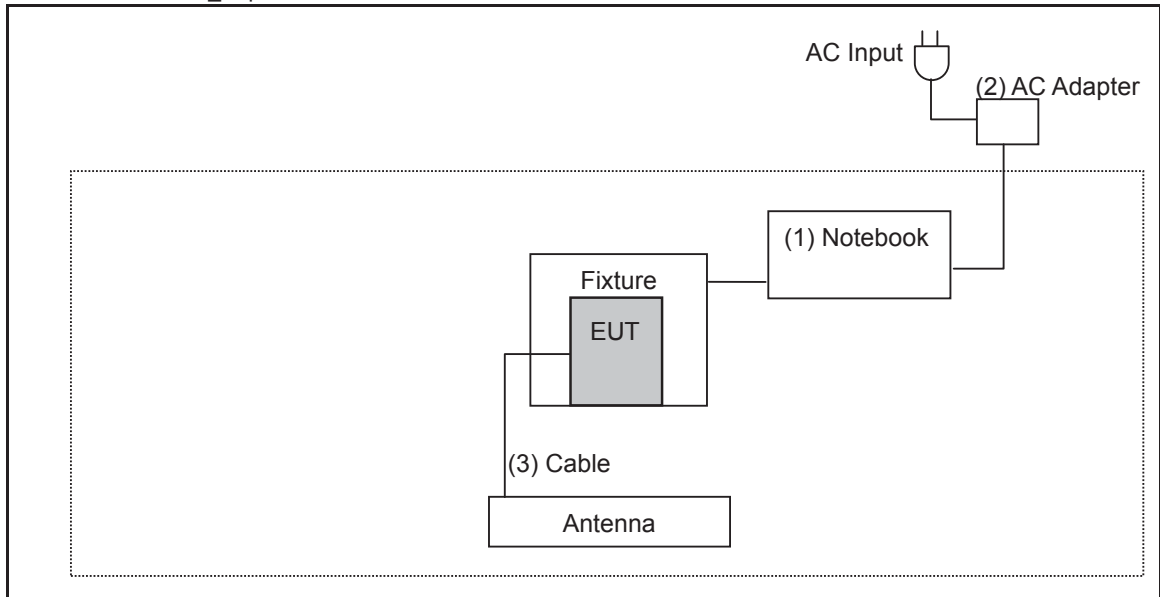 AC Input
(2) AC Adapter
(1) Notebook
Fixture
EUT
(3) Cable
Antenna